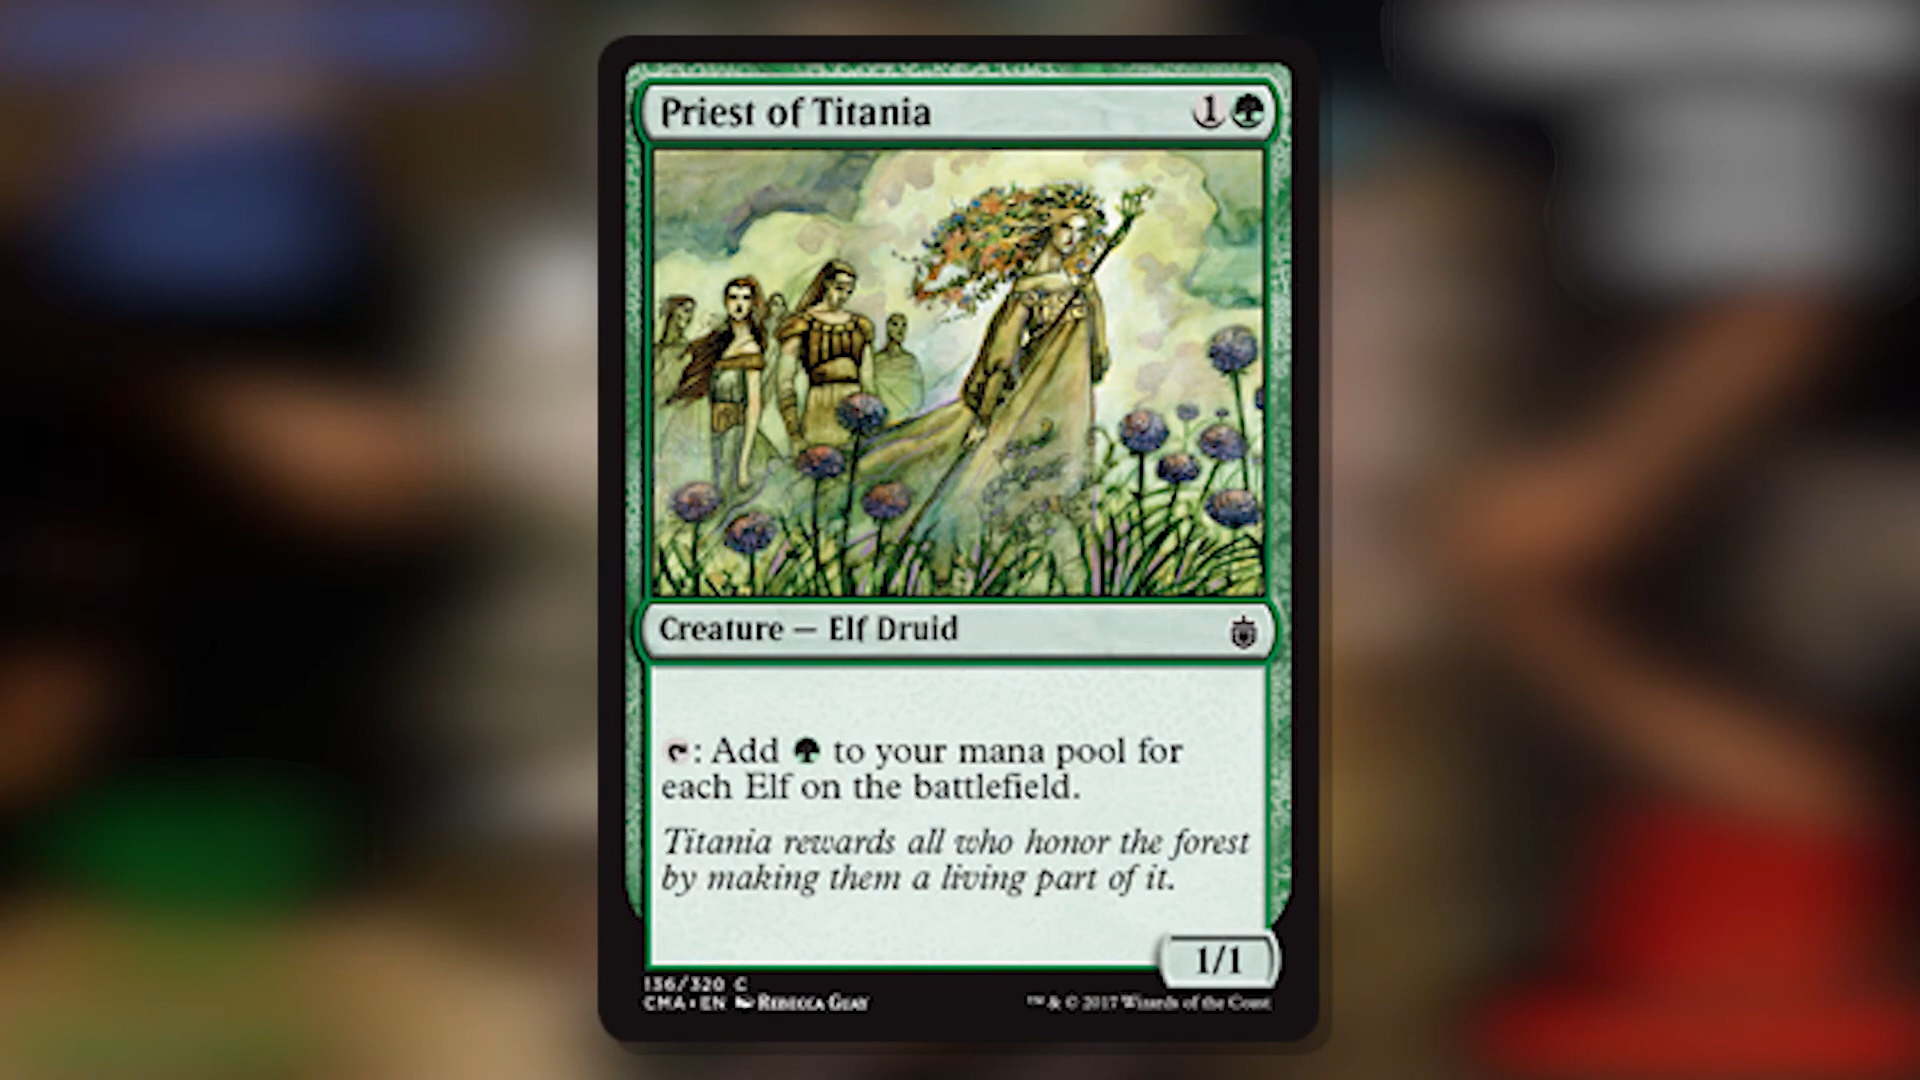 Priest of Titania 1
Creature — Elf Druid
: Add to your mana pool for
each Elf on the battlefield.
Titania rewards all who honor the forest
by making them a living part of it.
1/1
136/320 C
CMA • EN Rebecca Guay
™ & © 2017 Wizards of the Coast